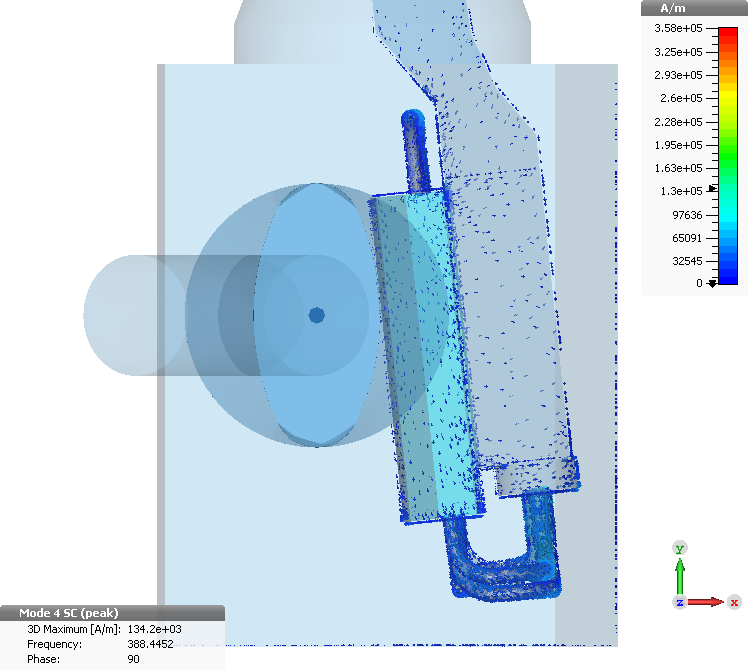 A/m
3.58e+05
3.25e+05
2.93e+05
2.6e+05
2.28e+05
1.95e+05
1.63e+05
1.3e+05
97636
65091
32545
0
Y
Z
X
Mode 4 SC (peak)
3D Maximum [A/m]: 134.2e+03
Frequency: 388.4452
Phase: 90